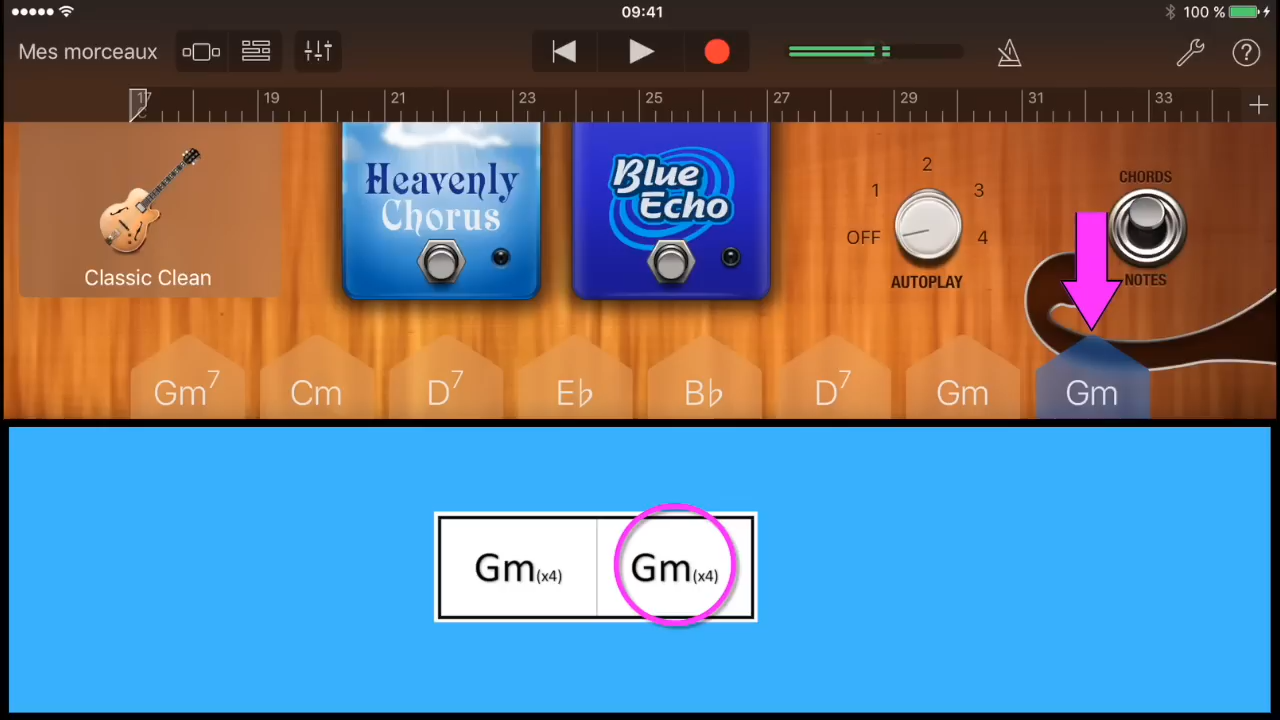 09:41
100 %
Mes morceaux
17 19 21 23 25 27 29 31 33
Heavenly
Chorus
Blue
Echo
Classic Clean
OFF 1 2 3 4
AUTOPLAY
CHORDS
NOTES
Gm7 Cm D7 E♭ B♭ D7 Gm Gm
Gm(x4) Gm(x4)